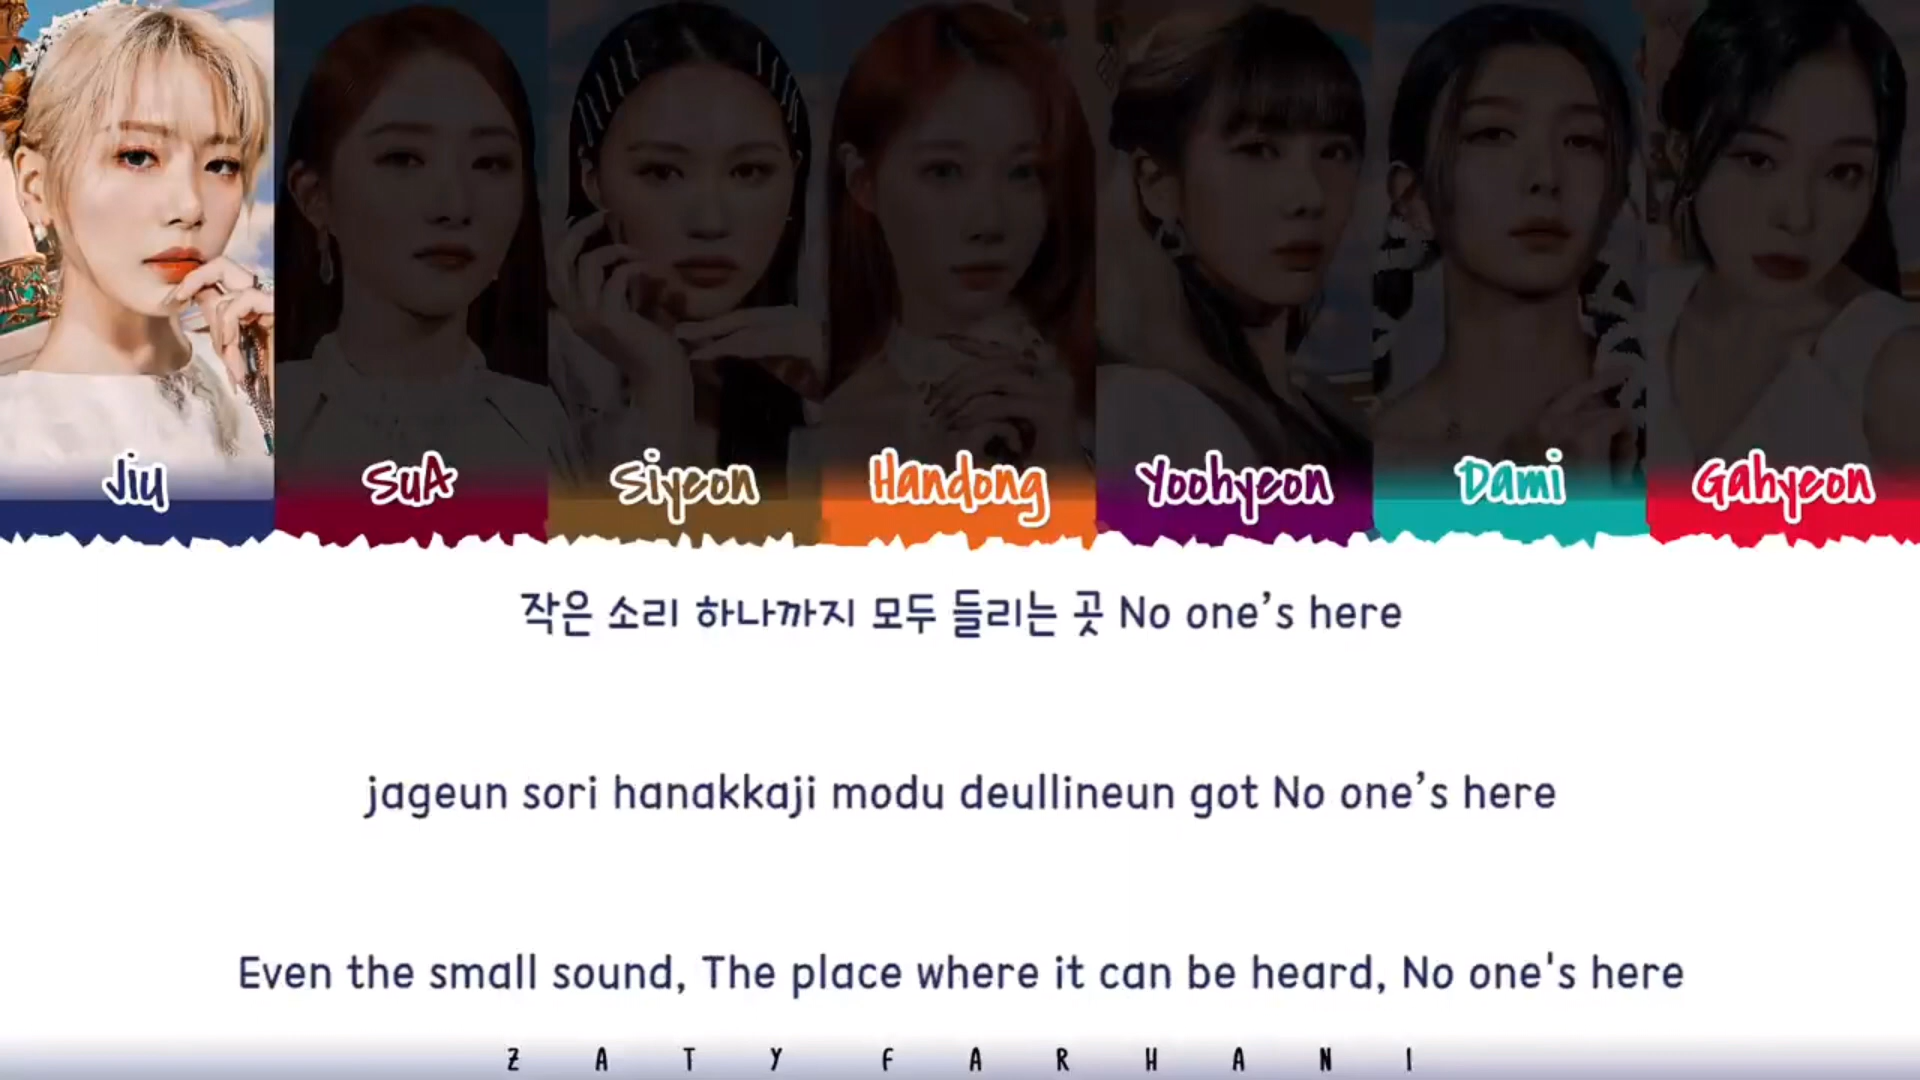 Jiu SuA Siyeon Handong Yoohyeon Dami Gahyeon
작은 소리 하나까지 모두 들리는 곳 No one’s here
jageun sori hanakkaji modu deullineun got No one’s here
Even the small sound, The place where it can be heard, No one's here
ZATY FARHANI